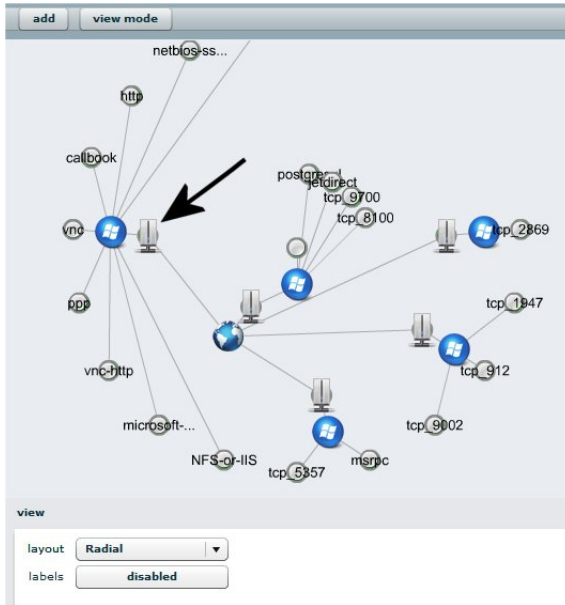 add view mode
netbios-ss...
http
callbook
postgres
jetdirect
tcp_9700
tcp_8100
vnc
tcp_2869
ppp
tcp_1947
vnc-http
tcp_912
microsoft-...
tcp_9002
NFS-or-IIS
msrpc
tcp_5357
view
layout Radial
labels disabled